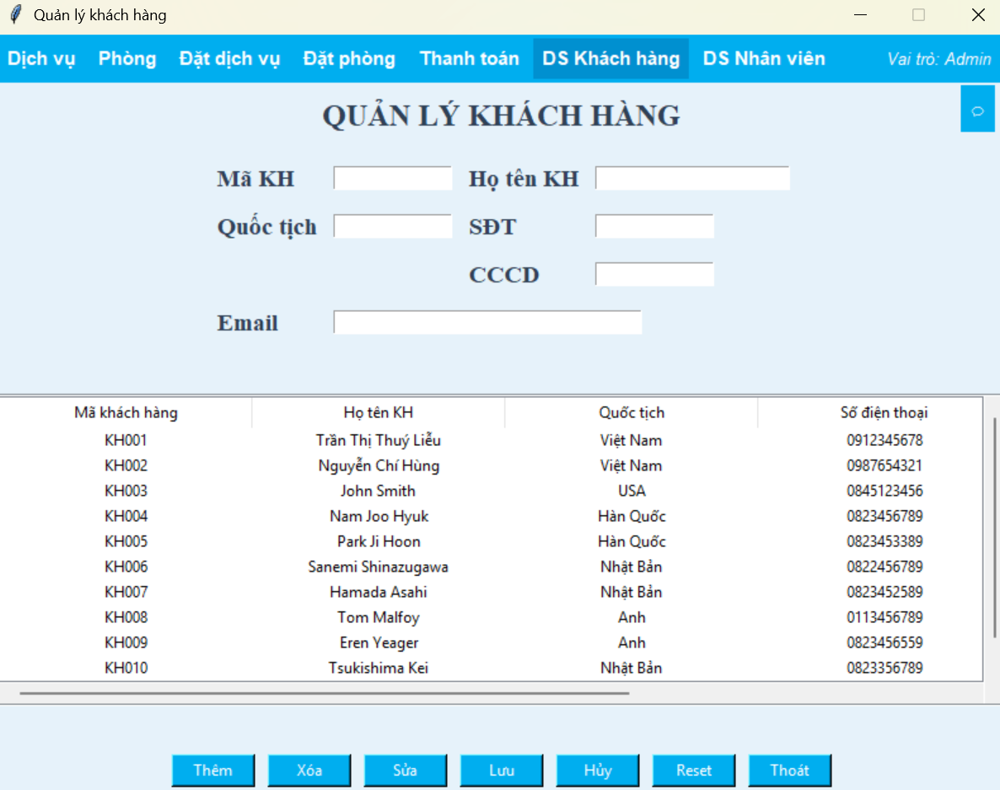 Quản lý khách hàng
Dịch vụ Phòng Đặt dịch vụ Đặt phòng Thanh toán DS Khách hàng DS Nhân viên Vai trò: Admin
QUẢN LÝ KHÁCH HÀNG
Mã KH Họ tên KH
Quốc tịch SĐT
CCCD
Email
Mã khách hàng Họ tên KH Quốc tịch Số điện thoại
KH001 Trần Thị Thuý Liễu Việt Nam 0912345678
KH002 Nguyễn Chí Hùng Việt Nam 0987654321
KH003 John Smith USA 0845123456
KH004 Nam Joo Hyuk Hàn Quốc 0823456789
KH005 Park Ji Hoon Hàn Quốc 0823453389
KH006 Sanemi Shinazugawa Nhật Bản 0822456789
KH007 Hamada Asahi Nhật Bản 0823452589
KH008 Tom Malfoy Anh 0113456789
KH009 Eren Yeager Anh 0823456559
KH010 Tsukishima Kei Nhật Bản 0823356789
Thêm Xóa Sửa Lưu Hủy Reset Thoát